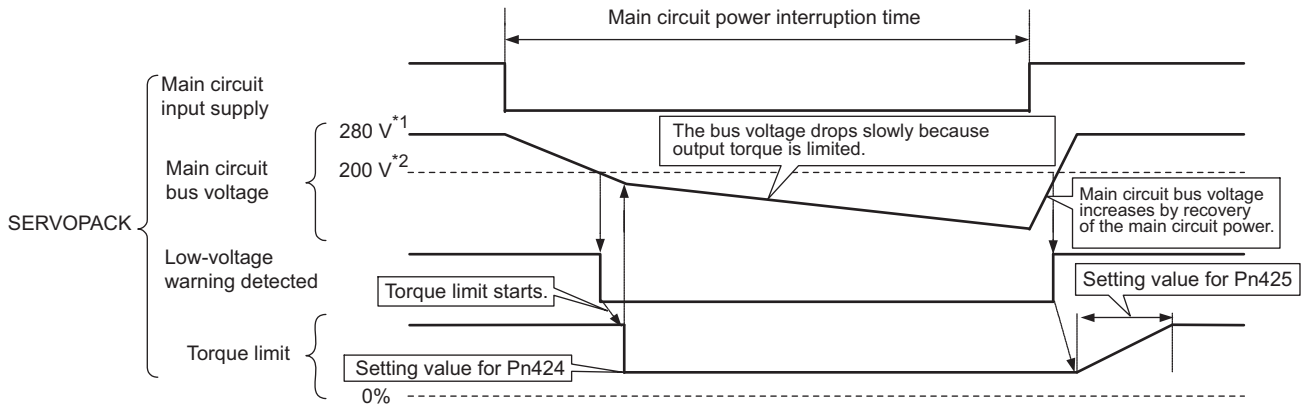 Main circuit power interruption time
Main circuit
input supply
280 V*1
The bus voltage drops slowly because
output torque is limited.
200 V*2
Main circuit
bus voltage
Main circuit bus voltage
increases by recovery
of the main circuit power.
SERVOPACK
Low-voltage
warning detected
Torque limit starts.
Setting value for Pn425
Torque limit
Setting value for Pn424
0%